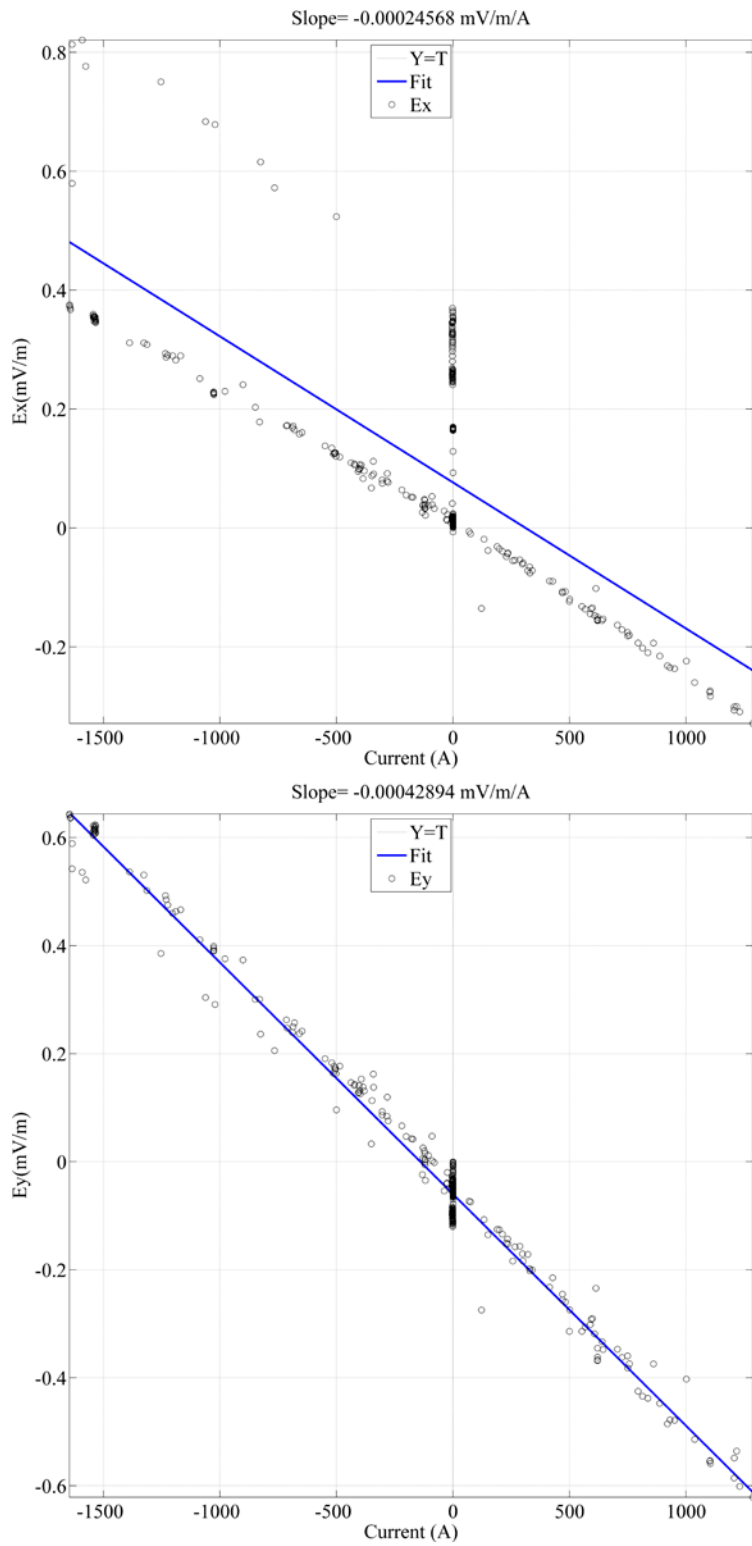 Slope= -0.00024568 mV/m/A
Y=T
Fit
Ex
0.8
0.6
0.4
0.2
0
-0.2
Ex(mV/m)
-1500 -1000 -500 0 500 1000
Current (A)
Slope= -0.00042894 mV/m/A
Y=T
Fit
Ey
0.6
0.4
0.2
0
-0.2
-0.4
-0.6
Ey(mV/m)
-1500 -1000 -500 0 500 1000
Current (A)